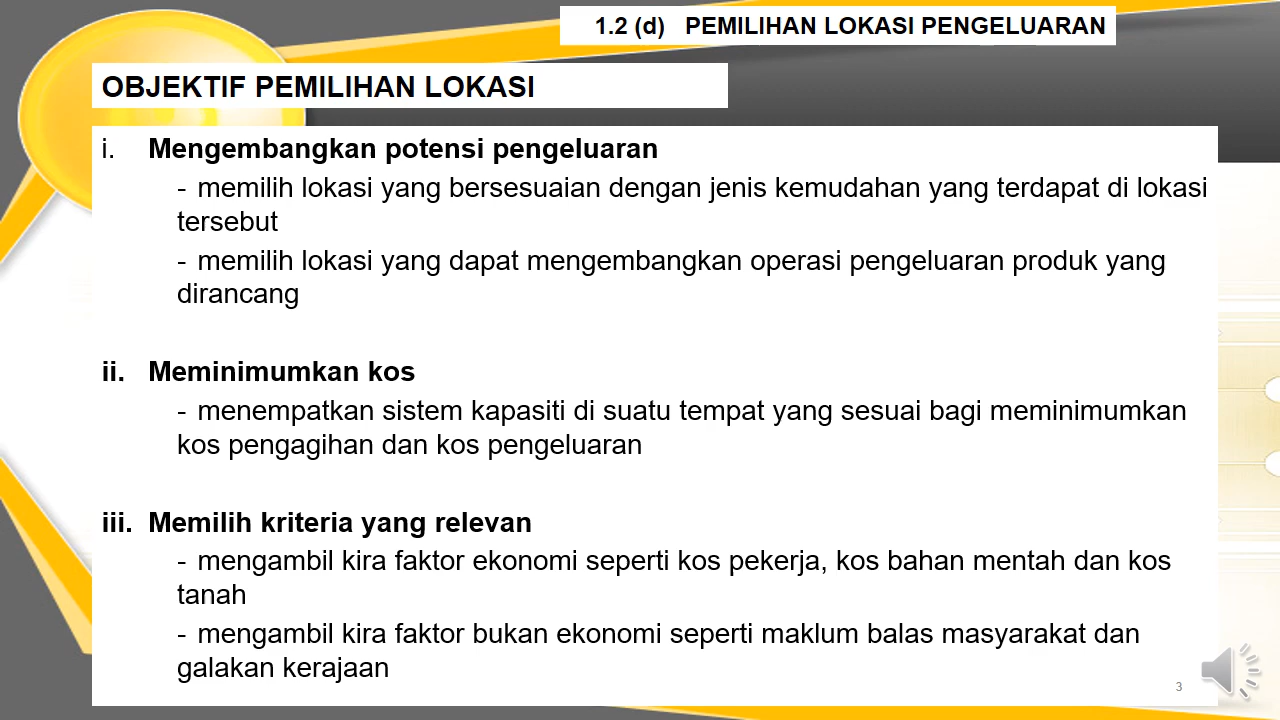 1.2 (d) PEMILIHAN LOKASI PENGELUARAN
OBJEKTIF PEMILIHAN LOKASI
i. Mengembangkan potensi pengeluaran
- memilih lokasi yang bersesuaian dengan jenis kemudahan yang terdapat di lokasi
tersebut
- memilih lokasi yang dapat mengembangkan operasi pengeluaran produk yang
dirancang
ii. Meminimumkan kos
- menempatkan sistem kapasiti di suatu tempat yang sesuai bagi meminimumkan
kos pengagihan dan kos pengeluaran
iii. Memilih kriteria yang relevan
- mengambil kira faktor ekonomi seperti kos pekerja, kos bahan mentah dan kos
tanah
- mengambil kira faktor bukan ekonomi seperti maklum balas masyarakat dan
galakan kerajaan
3